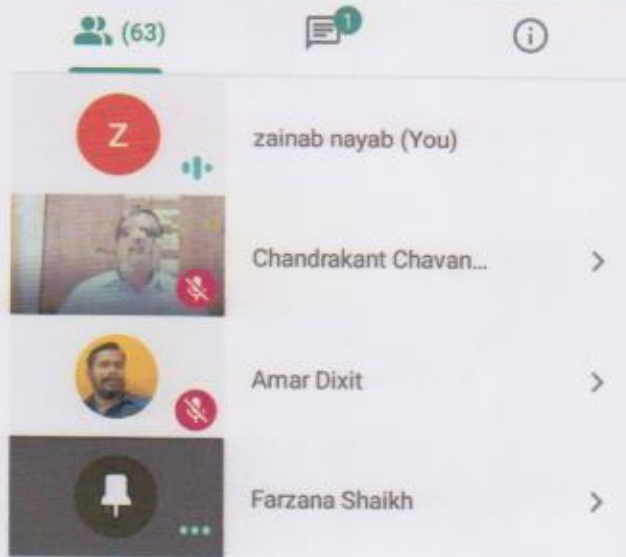 (63)
1
Z
zainab nayab (You)
Chandrakant Chavan...
Amar Dixit
Farzana Shaikh